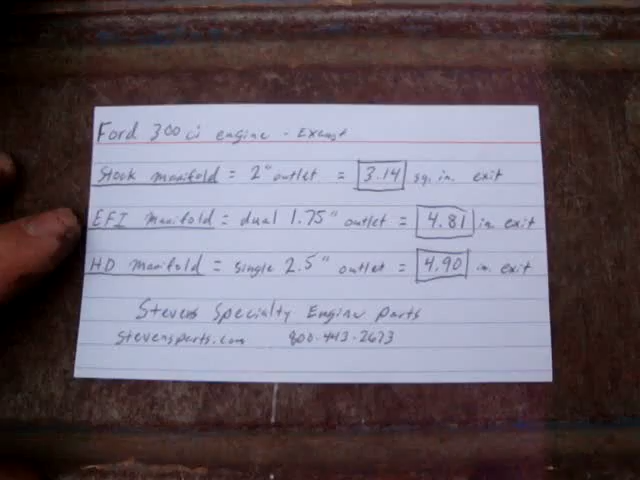 Ford 300 ci engine - Exaust
Stock manifold = 2" outlet = 3.14 sq. in. exit
EFI Manifold = dual 1.75" outlet = 4.81 in. exit
HD manifold = single 2.5" outlet = 4.90 in. exit
Stevens Specialty Engine Parts
Stevensparts.com 800-443-2673